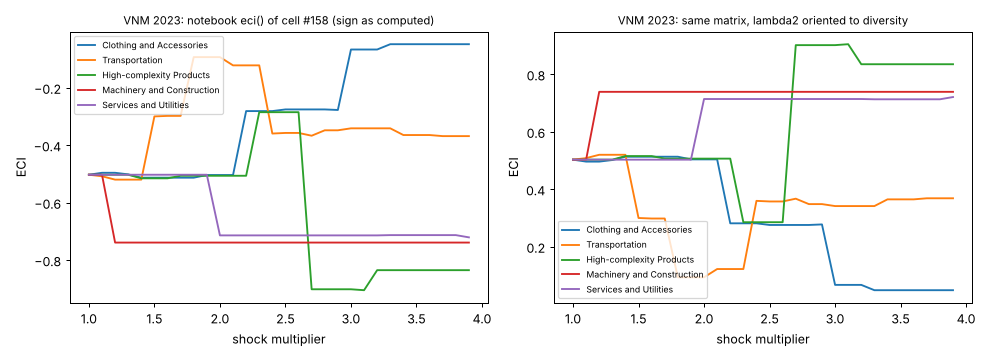 VNM 2023: notebook eci() of cell #158 (sign as computed)
Clothing and Accessories
Transportation
High-complexity Products
Machinery and Construction
Services and Utilities
−0.2
−0.4
−0.6
−0.8
ECI
1.0 1.5 2.0 2.5 3.0 3.5 4.0
shock multiplier
VNM 2023: same matrix, lambda2 oriented to diversity
0.8
0.6
0.4
0.2
ECI
Clothing and Accessories
Transportation
High-complexity Products
Machinery and Construction
Services and Utilities
1.0 1.5 2.0 2.5 3.0 3.5 4.0
shock multiplier